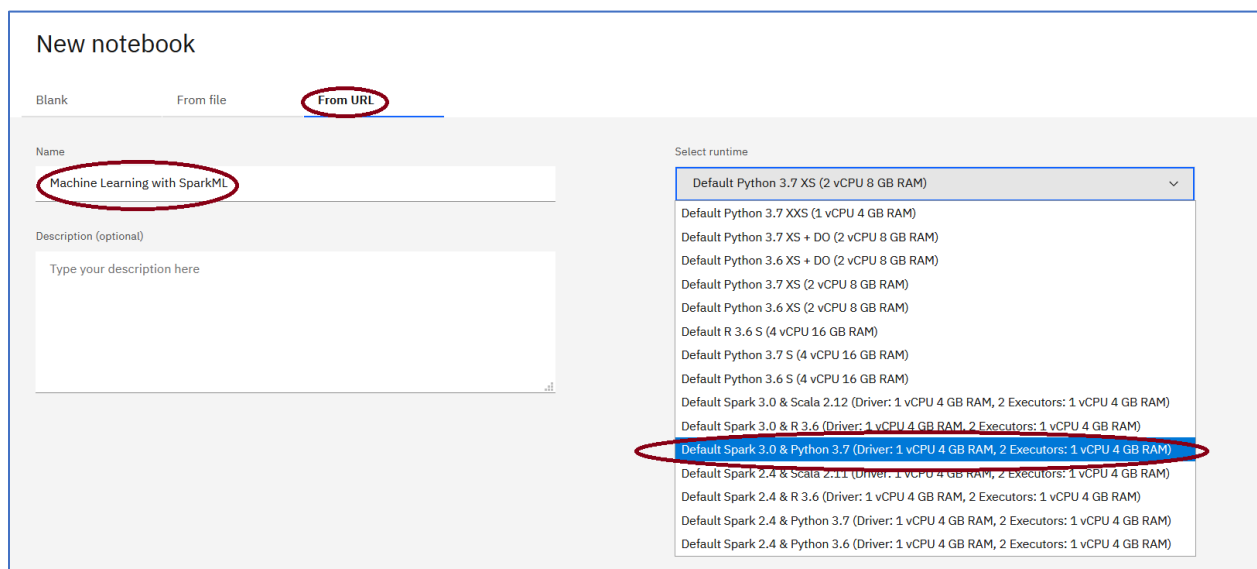 New notebook
Blank From file From URL
Name
Machine Learning with SparkML
Description (optional)
Type your description here
Select runtime
Default Python 3.7 XS (2 vCPU 8 GB RAM)
Default Python 3.7 XXS (1 vCPU 4 GB RAM)
Default Python 3.7 XS + DO (2 vCPU 8 GB RAM)
Default Python 3.6 XS + DO (2 vCPU 8 GB RAM)
Default Python 3.7 XS (2 vCPU 8 GB RAM)
Default Python 3.6 XS (2 vCPU 8 GB RAM)
Default R 3.6 S (4 vCPU 16 GB RAM)
Default Python 3.7 S (4 vCPU 16 GB RAM)
Default Python 3.6 S (4 vCPU 16 GB RAM)
Default Spark 3.0 & Scala 2.12 (Driver: 1 vCPU 4 GB RAM, 2 Executors: 1 vCPU 4 GB RAM)
Default Spark 3.0 & R 3.6 (Driver: 1 vCPU 4 GB RAM, 2 Executors: 1 vCPU 4 GB RAM)
Default Spark 3.0 & Python 3.7 (Driver: 1 vCPU 4 GB RAM, 2 Executors: 1 vCPU 4 GB RAM)
Default Spark 2.4 & Scala 2.11 (Driver: 1 vCPU 4 GB RAM, 2 Executors: 1 vCPU 4 GB RAM)
Default Spark 2.4 & R 3.6 (Driver: 1 vCPU 4 GB RAM, 2 Executors: 1 vCPU 4 GB RAM)
Default Spark 2.4 & Python 3.7 (Driver: 1 vCPU 4 GB RAM, 2 Executors: 1 vCPU 4 GB RAM)
Default Spark 2.4 & Python 3.6 (Driver: 1 vCPU 4 GB RAM, 2 Executors: 1 vCPU 4 GB RAM)